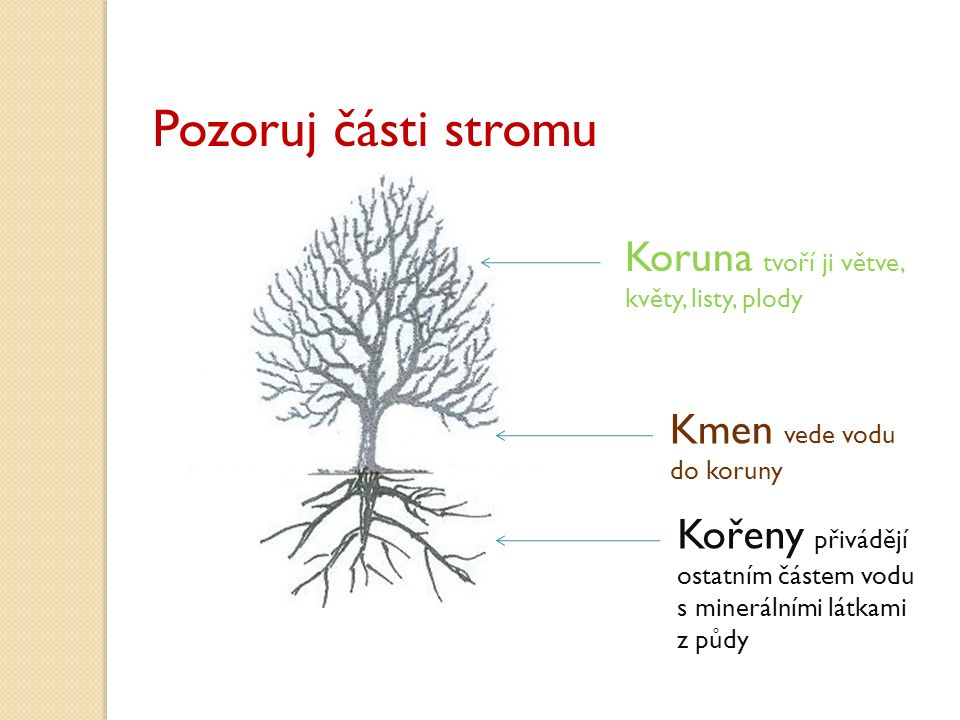 Pozoruj části stromu
Koruna tvoří ji větve,
květy, listy, plody
Kmen vede vodu
do koruny
Kořeny přivádějí
ostatním částem vodu
s minerálními látkami
z půdy